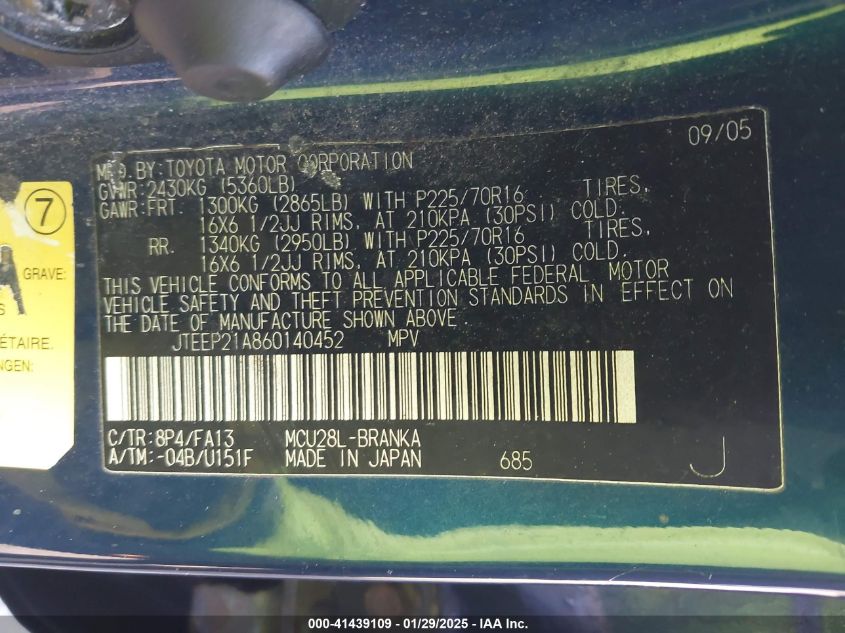 09/05
MFD. BY: TOYOTA MOTOR CORPORATION
GVWR: 2430KG (5360LB)
GAWR: FRT. 1300KG (2865LB) WITH P225/70R16 TIRES,
16X6 1/2JJ RIMS, AT 210KPA (30PSI) COLD.
RR. 1340KG (2950LB) WITH P225/70R16 TIRES,
16X6 1/2JJ RIMS, AT 210KPA (30PSI) COLD.
THIS VEHICLE CONFORMS TO ALL APPLICABLE FEDERAL MOTOR
VEHICLE SAFETY AND THEFT PREVENTION STANDARDS IN EFFECT ON
THE DATE OF MANUFACTURE SHOWN ABOVE
JTEEP21A860140452 MPV
C/TR: 8P4/FA13 MCU28L-BRANKA
A/TM: -04B/U151F MADE IN JAPAN 685 J
7
A
GRAVE:
S
ÉTAIRE.
NGEN:
000-41439109 - 01/29/2025 - IAA Inc.